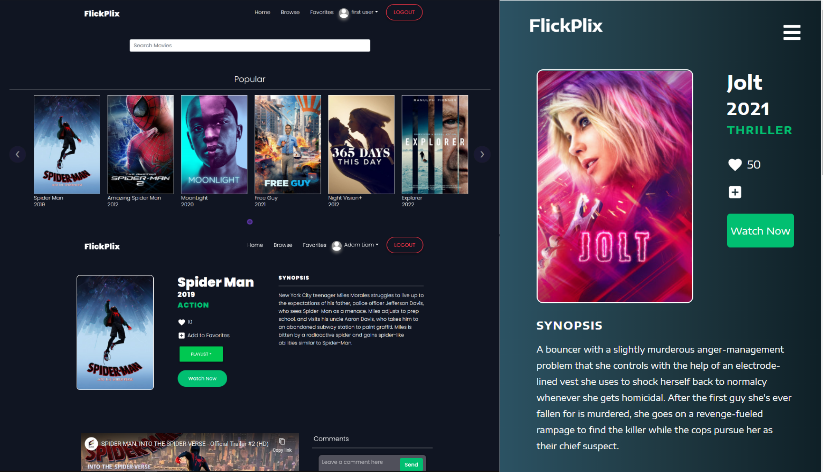 FlickPlix
Home Browse Favorites first user LOGOUT
Search Movies
Popular
SPIDER-MAN
THE AMAZING
SPIDER-MAN
2
MOONLIGHT
FREE GUY
365 DAYS
THIS DAY
EXPLORER
Spider Man
2019
Amazing Spider Man
2012
MoonLight
2020
Free Guy
2021
Night Vision+
2012
Explorer
2022
FlickPlix
Home Browse Favorites Adam Liam LOGOUT
SPIDER-MAN
Spider Man
2019
ACTION
10
Add to Favorites
Watch Now
SYNOPSIS
New York City teenager Miles Morales struggles to live up to
the expectations of his father, police officer Jefferson Davis,
who sees Spider-Man as a menace. Miles adjusts to prep
school, and visits his uncle Aaron Davis, who takes him to
an abandoned subway station to paint graffiti. Miles is
bitten by a radioactive spider and gains spider-like
abilities similar to Spider-Man.
SPIDER-MAN: INTO THE SPIDER-VERSE - Official Trailer #2 (HD)
Copy link
INTO THE SPIDER-VERSE
Comments
Leave a comment here
Send
FlickPlix
JOLT
Jolt
2021
THRILLER
50
Watch Now
SYNOPSIS
A bouncer with a slightly murderous anger-management
problem that she controls with the help of an electrode-
lined vest she uses to shock herself back to normalcy
whenever she gets homicidal. After the first guy she's ever
fallen for is murdered, she goes on a revenge-fueled
rampage to find the killer while the cops pursue her as
their chief suspect.